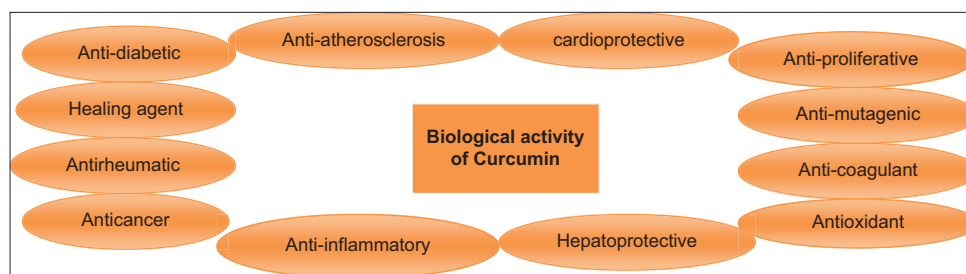 Anti-diabetic
Anti-atherosclerosis
cardioprotective
Anti-proliferative
Healing agent
Anti-mutagenic
Biological activity
of Curcumin
Antirheumatic
Anti-coagulant
Anticancer
Antioxidant
Anti-inflammatory
Hepatoprotective